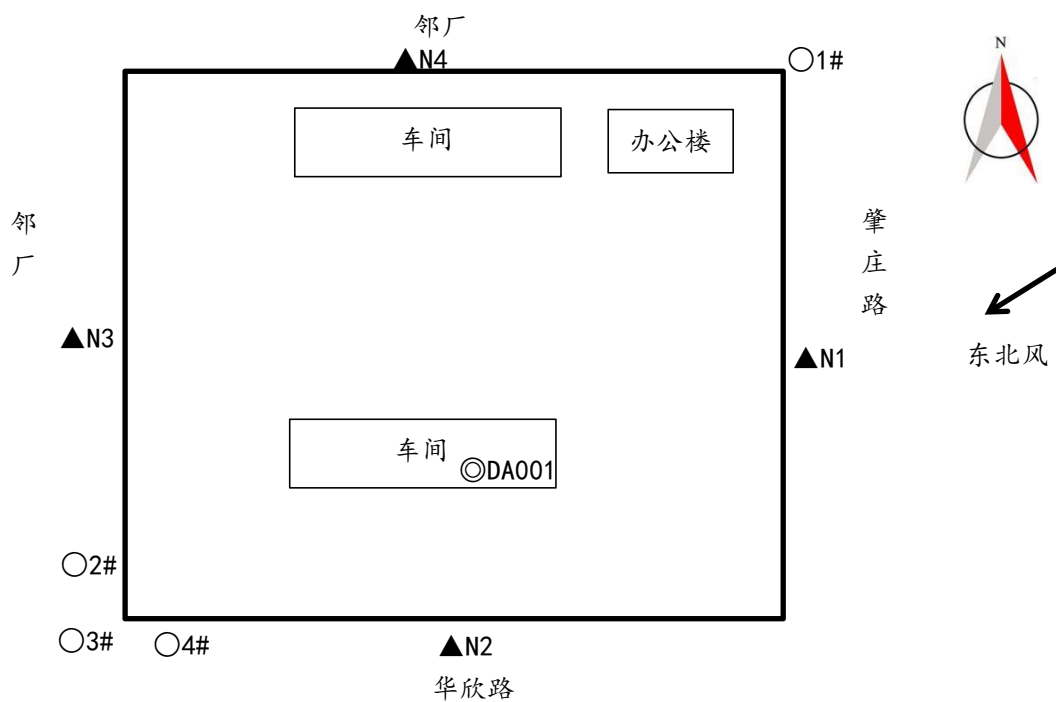 邻厂
▲N4
○1#
N
车间
办公楼
邻
厂
肇
庄
路
▲N3
▲N1
东北风
车间
◎DA001
○2#
○3#
○4#
▲N2
华欣路